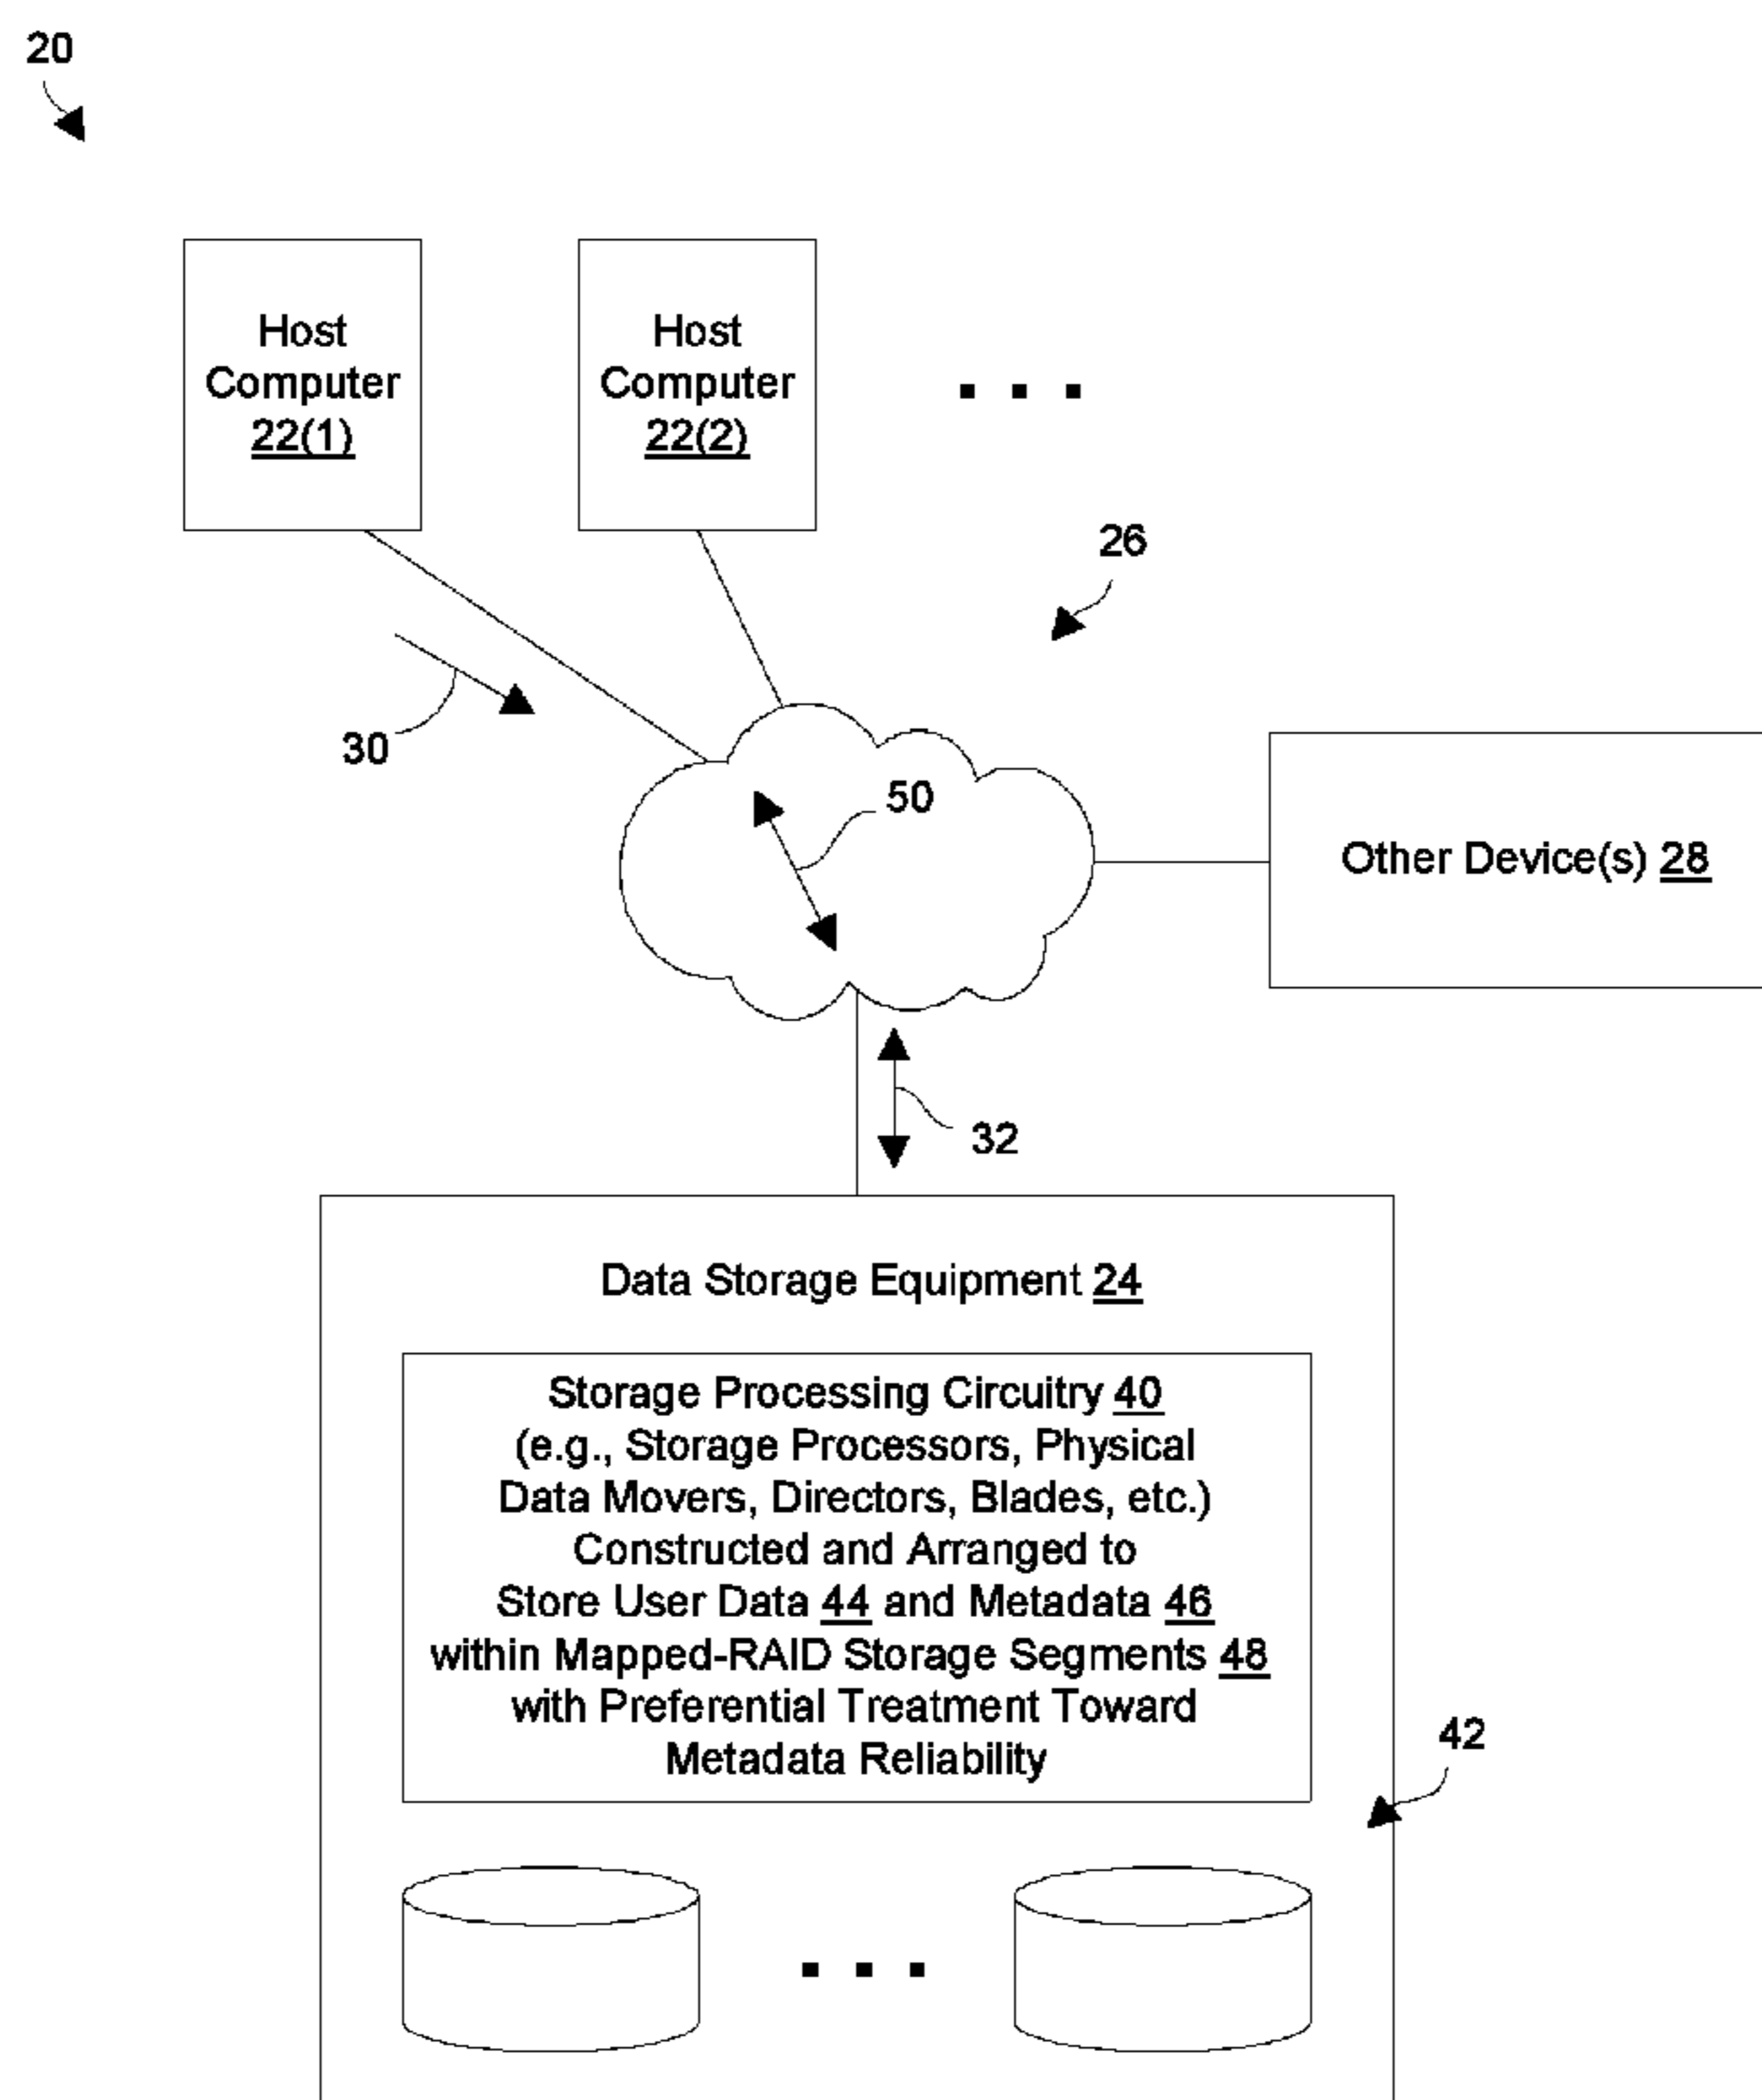 20
Host
Computer
22(1)
Host
Computer
22(2)
. . .
26
30
50
Other Device(s) 28
32
Data Storage Equipment 24
Storage Processing Circuitry 40
(e.g., Storage Processors, Physical
Data Movers, Directors, Blades, etc.)
Constructed and Arranged to
Store User Data 44 and Metadata 46
within Mapped-RAID Storage Segments 48
with Preferential Treatment Toward
Metadata Reliability
42
. . .